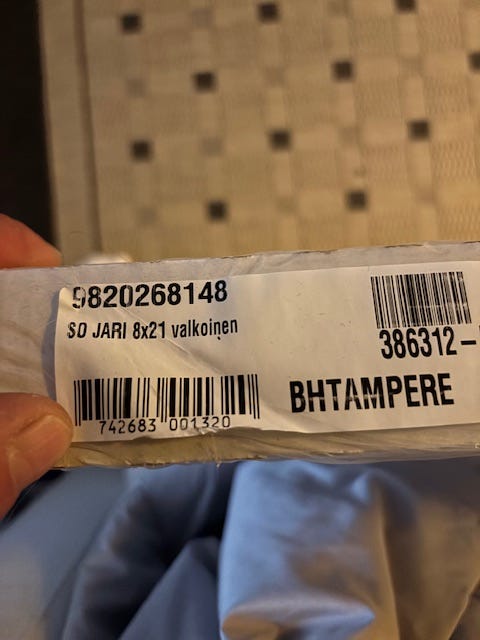 9820268148
SO JARI 8x21 valkoinen
742683 001320
386312-
BHTAMPERE